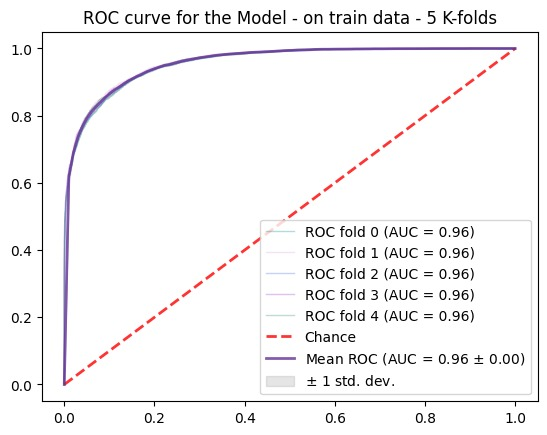 ROC curve for the Model - on train data - 5 K-folds
1.0
0.8
0.6
0.4
0.2
0.0
ROC fold 0 (AUC = 0.96)
ROC fold 1 (AUC = 0.96)
ROC fold 2 (AUC = 0.96)
ROC fold 3 (AUC = 0.96)
ROC fold 4 (AUC = 0.96)
Chance
Mean ROC (AUC = 0.96 ± 0.00)
± 1 std. dev.
0.0 0.2 0.4 0.6 0.8 1.0